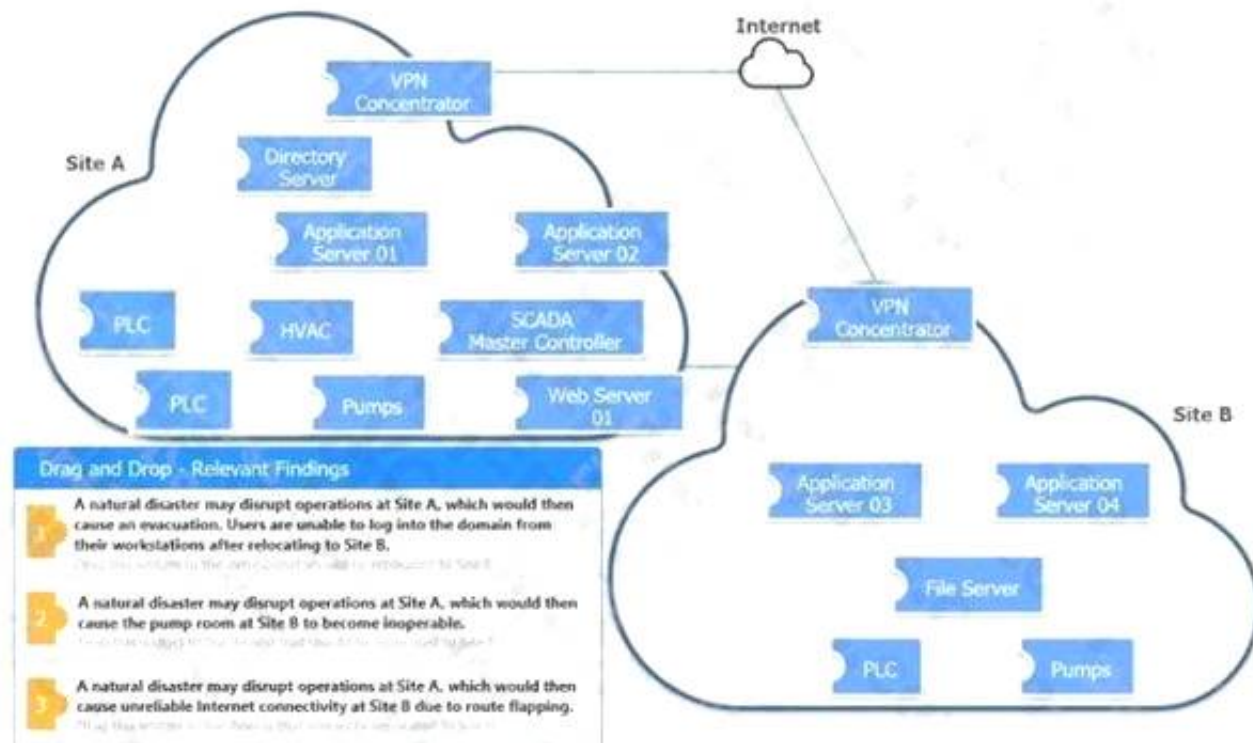 Internet
VPN
Concentrator
Site A
Directory
Server
Application
Server 01
Application
Server 02
VPN
Concentrator
PLC
HVAC
SCADA
Master Controller
PLC
Pumps
Web Server
01
Site B
Application
Server 03
Application
Server 04
File Server
PLC
Pumps
Drag and Drop - Relevant Findings
1
A natural disaster may disrupt operations at Site A, which would then
cause an evacuation. Users are unable to log into the domain from
their workstations after relocating to Site B.
2
A natural disaster may disrupt operations at Site A, which would then
cause the pump room at Site B to become inoperable.
3
A natural disaster may disrupt operations at Site A, which would then
cause unreliable Internet connectivity at Site B due to route flapping.